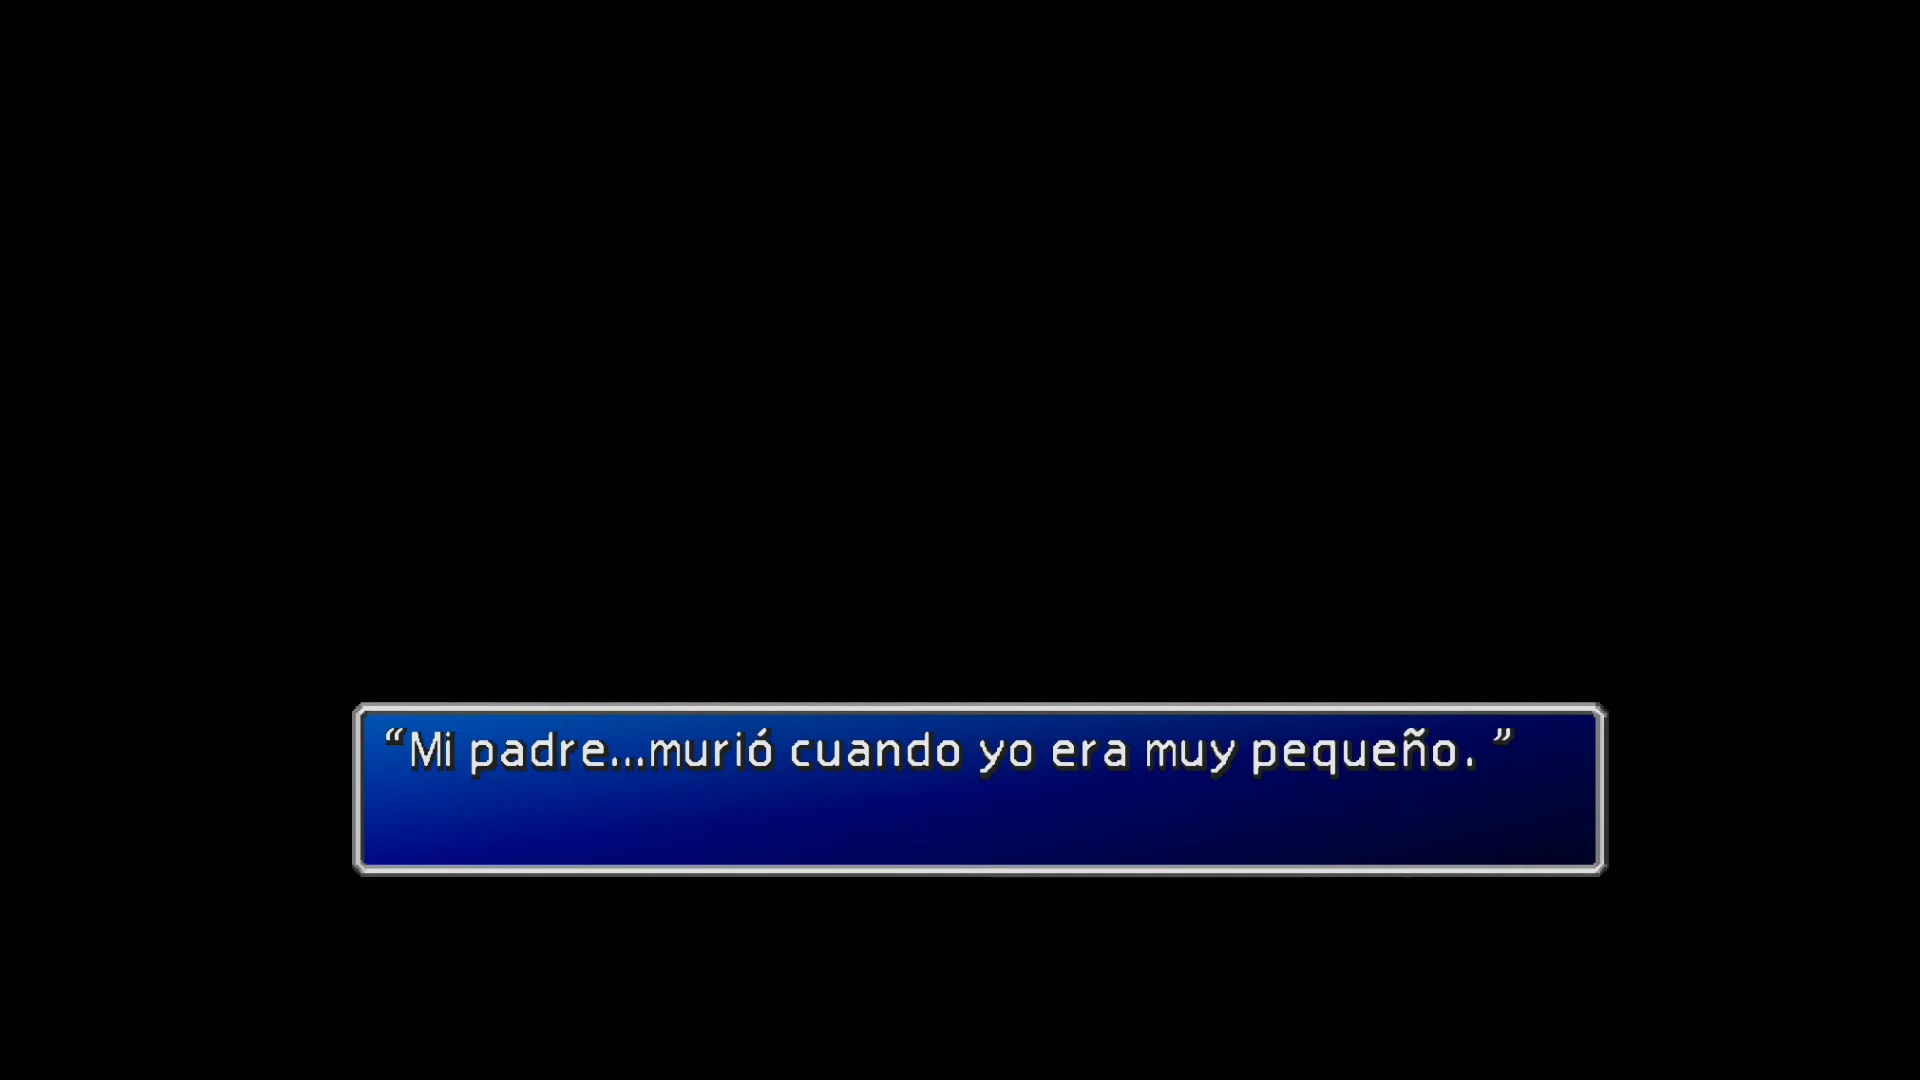 “Mi padre...murió cuando yo era muy pequeño. ”